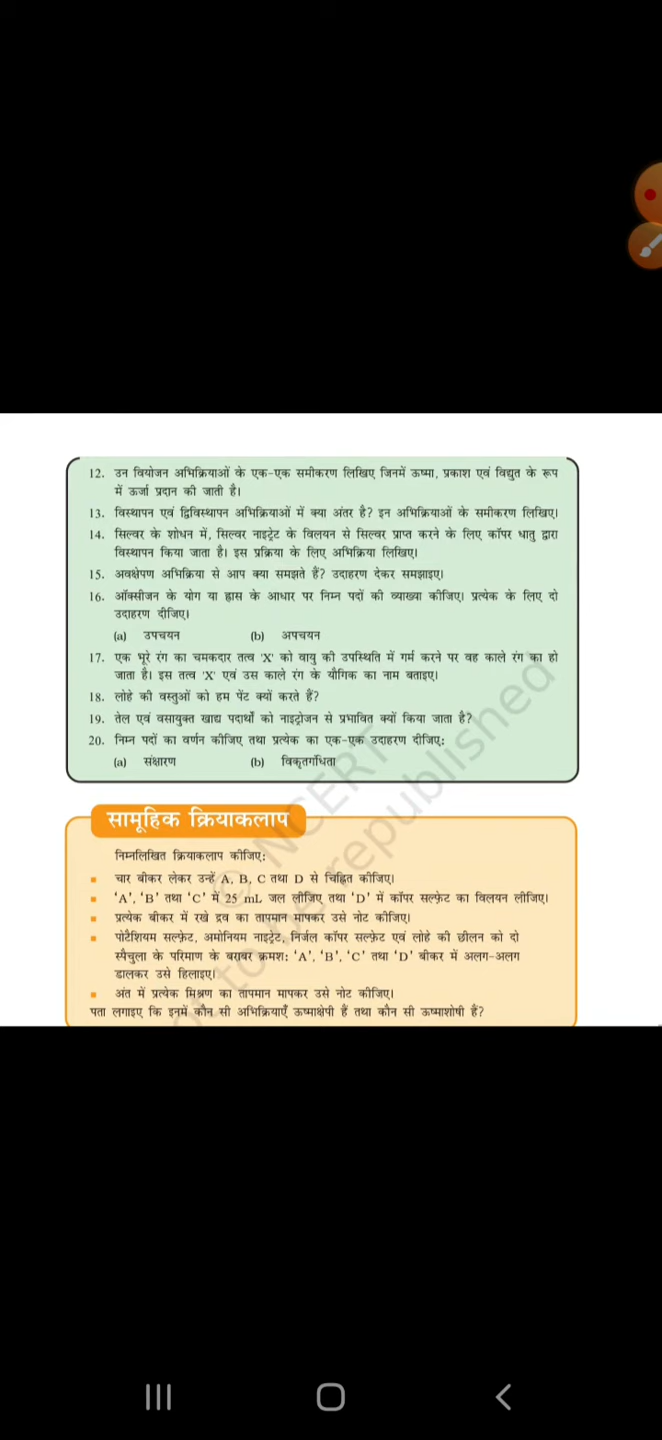 12. उन वियोजन अभिक्रियाओं के एक-एक समीकरण लिखिए जिनमें ऊष्मा, प्रकाश एवं विद्युत के रूप
में ऊर्जा प्रदान की जाती है।
13. विस्थापन एवं द्विविस्थापन अभिक्रियाओं में क्या अंतर है? इन अभिक्रियाओं के समीकरण लिखिए।
14. सिल्वर के शोधन में, सिल्वर नाइट्रेट के विलयन से सिल्वर प्राप्त करने के लिए कॉपर धातु द्वारा
विस्थापन किया जाता है। इस प्रक्रिया के लिए अभिक्रिया लिखिए।
15. अवक्षेपण अभिक्रिया से आप क्या समझते हैं? उदाहरण देकर समझाइए।
16. ऑक्सीजन के योग या ह्रास के आधार पर निम्न पदों की व्याख्या कीजिए। प्रत्येक के लिए दो
उदाहरण दीजिए।
(a) उपचयन (b) अपचयन
17. एक भूरे रंग का चमकदार तत्व 'X' को वायु की उपस्थिति में गर्म करने पर वह काले रंग का हो
जाता है। इस तत्व 'X' एवं उस काले रंग के यौगिक का नाम बताइए।
18. लोहे की वस्तुओं को हम पेंट क्यों करते हैं?
19. तेल एवं वसायुक्त खाद्य पदार्थों को नाइट्रोजन से प्रभावित क्यों किया जाता है?
20. निम्न पदों का वर्णन कीजिए तथा प्रत्येक का एक-एक उदाहरण दीजिए:
(a) संक्षारण (b) विकृतगंधिता
सामूहिक क्रियाकलाप
निम्नलिखित क्रियाकलाप कीजिए:
■ चार बीकर लेकर उन्हें A, B, C तथा D से चिह्नित कीजिए।
■ 'A', 'B' तथा 'C' में 25 mL जल लीजिए तथा 'D' में कॉपर सल्फ़ेट का विलयन लीजिए।
■ प्रत्येक बीकर में रखे द्रव का तापमान मापकर उसे नोट कीजिए।
■ पोटैशियम सल्फ़ेट, अमोनियम नाइट्रेट, निर्जल कॉपर सल्फ़ेट एवं लोहे की छीलन को दो
स्पैचुला के परिमाण के बराबर क्रमशः 'A', 'B', 'C' तथा 'D' बीकर में अलग-अलग
डालकर उसे हिलाइए।
■ अंत में प्रत्येक मिश्रण का तापमान मापकर उसे नोट कीजिए।
पता लगाइए कि इनमें कौन सी अभिक्रियाएँ ऊष्माक्षेपी हैं तथा कौन सी ऊष्माशोषी हैं?
© NCERT
not to be republished